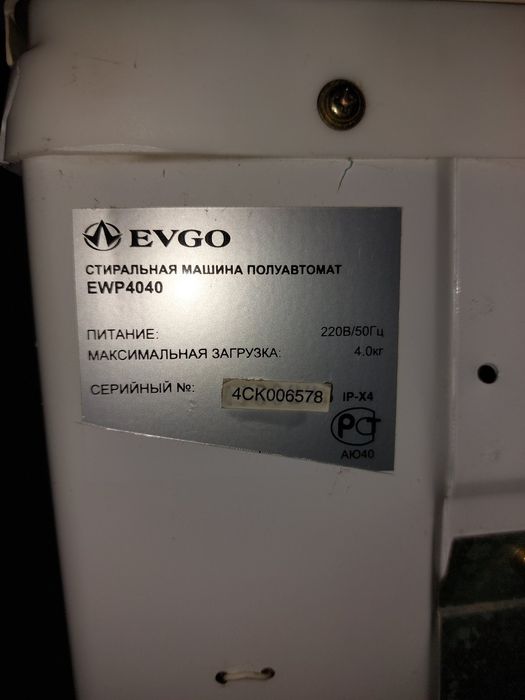 EVGO
СТИРАЛЬНАЯ МАШИНА ПОЛУАВТОМАТ
EWP4040
ПИТАНИЕ: 220В/50Гц
МАКСИМАЛЬНАЯ ЗАГРУЗКА: 4.0кг
СЕРИЙНЫЙ №: 4CK006578 IP-X4
РСТ
АЮ40